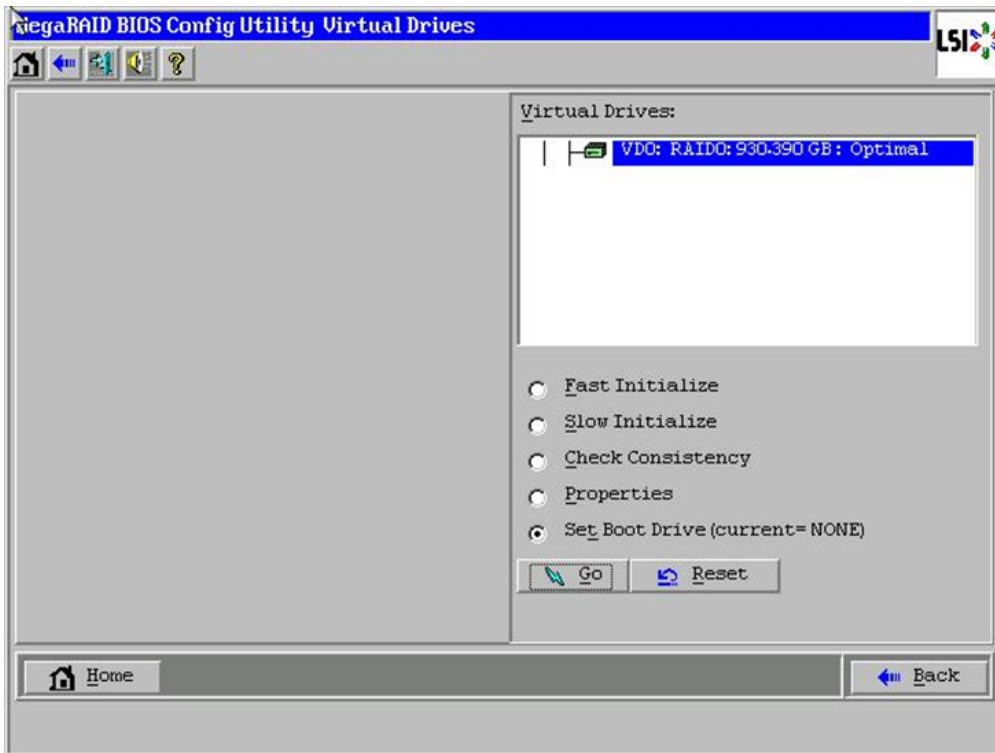 MegaRAID BIOS Config Utility Virtual Drives
LSI
Virtual Drives:
VD0: RAID0: 930.390 GB: Optimal
Fast Initialize
Slow Initialize
Check Consistency
Properties
Set Boot Drive (current= NONE)
Go
Reset
Home
Back